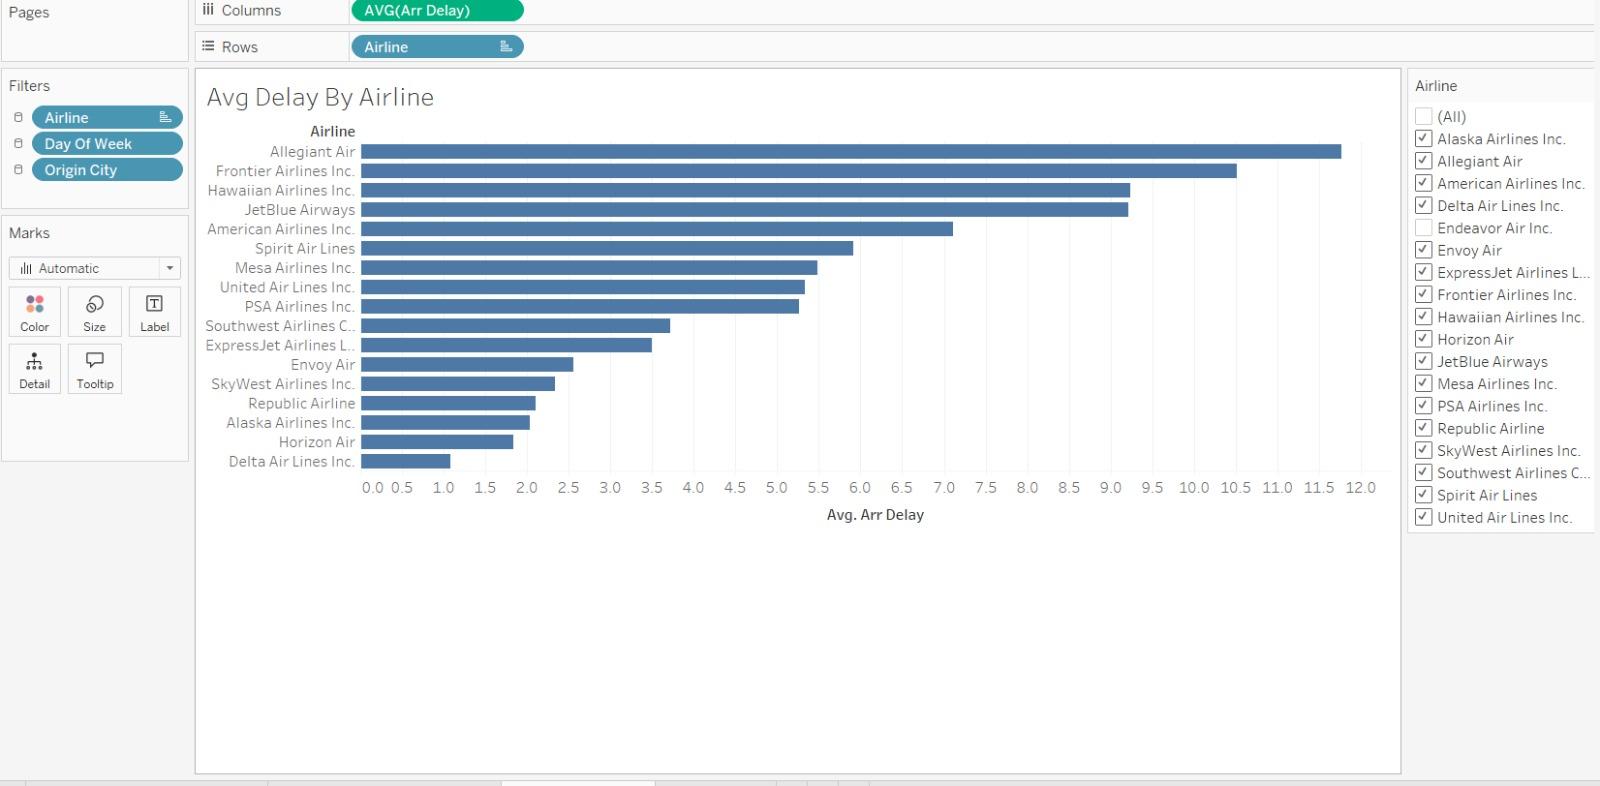 Pages
Columns
AVG(Arr Delay)
Rows
Airline
Filters
Airline
Day Of Week
Origin City
Marks
Automatic
Color
Size
Label
Detail
Tooltip
Avg Delay By Airline
Airline
Allegiant Air
Frontier Airlines Inc.
Hawaiian Airlines Inc.
JetBlue Airways
American Airlines Inc.
Spirit Air Lines
Mesa Airlines Inc.
United Air Lines Inc.
PSA Airlines Inc.
Southwest Airlines C..
ExpressJet Airlines L..
Envoy Air
SkyWest Airlines Inc.
Republic Airline
Alaska Airlines Inc.
Horizon Air
Delta Air Lines Inc.
0.0 0.5 1.0 1.5 2.0 2.5 3.0 3.5 4.0 4.5 5.0 5.5 6.0 6.5 7.0 7.5 8.0 8.5 9.0 9.5 10.0 10.5 11.0 11.5 12.0
Avg. Arr Delay
Airline
(All)
Alaska Airlines Inc.
Allegiant Air
American Airlines Inc.
Delta Air Lines Inc.
Endeavor Air Inc.
Envoy Air
ExpressJet Airlines L...
Frontier Airlines Inc.
Hawaiian Airlines Inc.
Horizon Air
JetBlue Airways
Mesa Airlines Inc.
PSA Airlines Inc.
Republic Airline
SkyWest Airlines Inc.
Southwest Airlines C...
Spirit Air Lines
United Air Lines Inc.